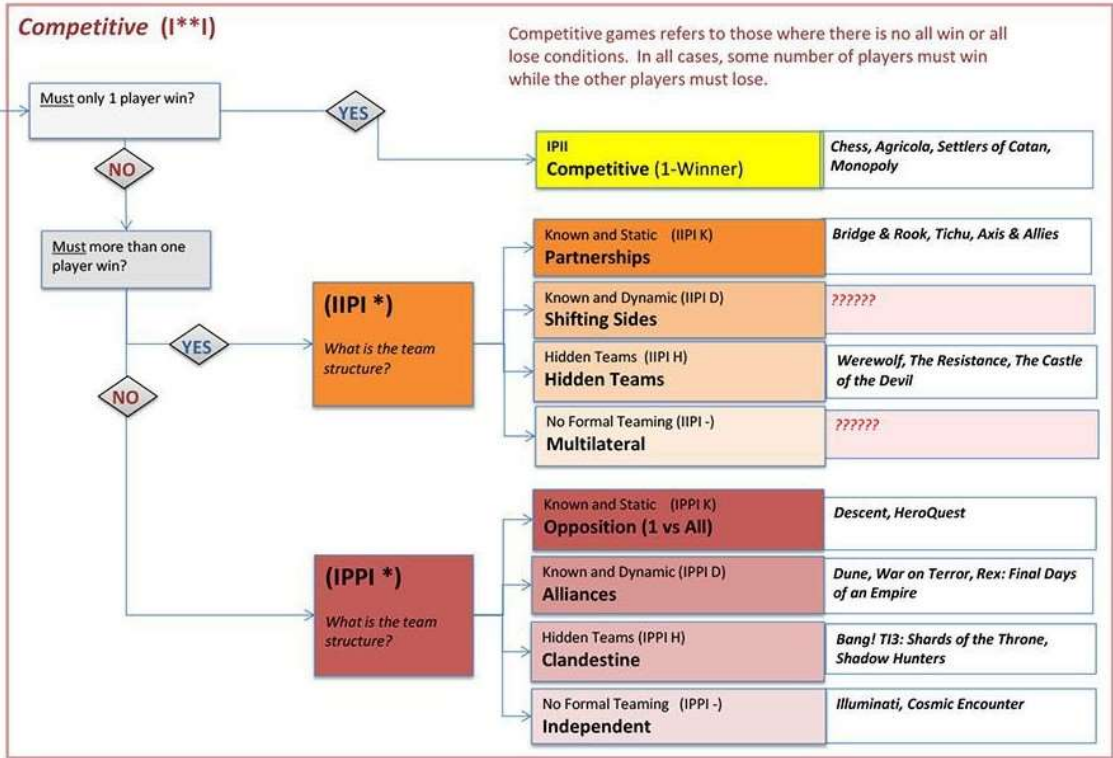 Competitive (I**I)
Competitive games refers to those where there is no all win or all
lose conditions. In all cases, some number of players must win
while the other players must lose.
Must only 1 player win?
YES
NO
IPII
Competitive (1-Winner)
Chess, Agricola, Settlers of Catan,
Monopoly
Must more than one
player win?
YES
NO
(IIPI *)
What is the team
structure?
Known and Static (IIPI K)
Partnerships
Bridge & Rook, Tichu, Axis & Allies
Known and Dynamic (IIPI D)
Shifting Sides
??????
Hidden Teams (IIPI H)
Hidden Teams
Werewolf, The Resistance, The Castle
of the Devil
No Formal Teaming (IIPI -)
Multilateral
??????
(IPPI *)
What is the team
structure?
Known and Static (IPPI K)
Opposition (1 vs All)
Descent, HeroQuest
Known and Dynamic (IPPI D)
Alliances
Dune, War on Terror, Rex: Final Days
of an Empire
Hidden Teams (IPPI H)
Clandestine
Bang! TI3: Shards of the Throne,
Shadow Hunters
No Formal Teaming (IPPI -)
Independent
Illuminati, Cosmic Encounter